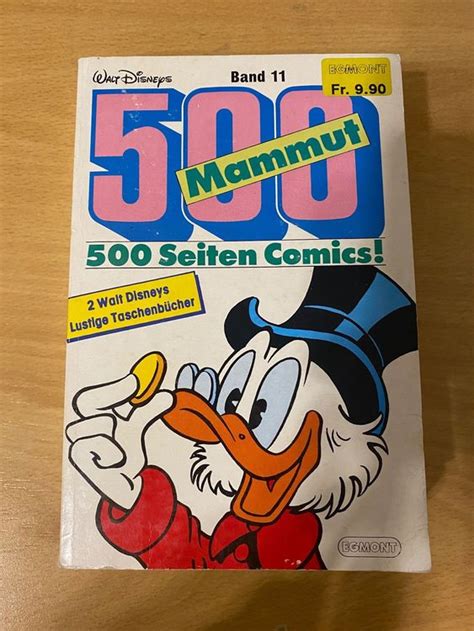 Walt Disneys
Band 11
EGMONT
Fr. 9.90
500
Mammut
500 Seiten Comics!
2 Walt Disneys
Lustige Taschenbücher
EGMONT